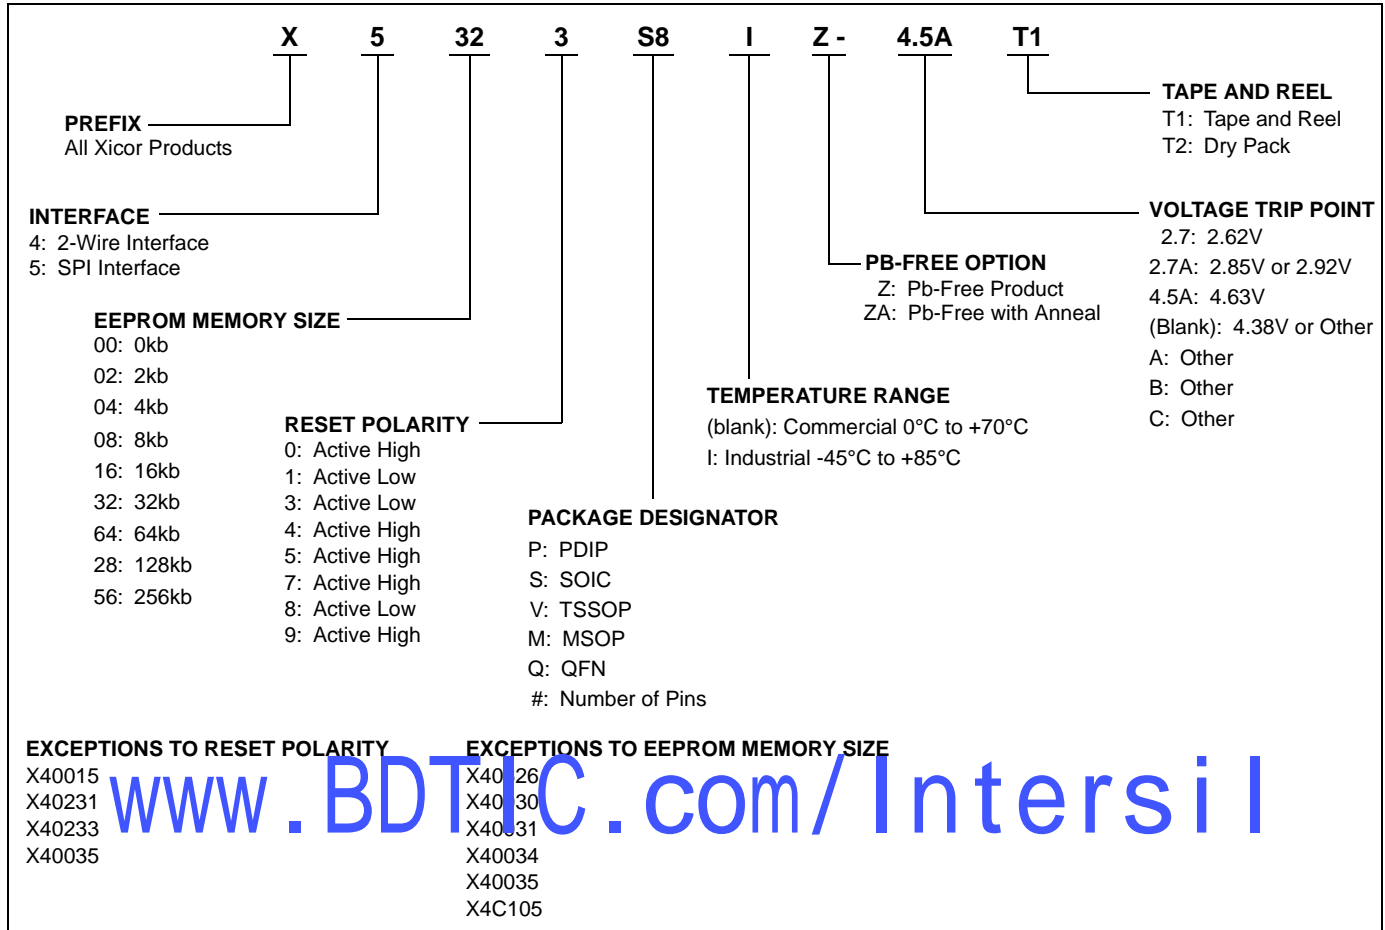 X 5 32 3 S8 I Z - 4.5A T1
PREFIX
All Xicor Products
INTERFACE
4: 2-Wire Interface
5: SPI Interface
EEPROM MEMORY SIZE
00: 0kb
02: 2kb
04: 4kb
08: 8kb
16: 16kb
32: 32kb
64: 64kb
28: 128kb
56: 256kb
RESET POLARITY
0: Active High
1: Active Low
3: Active Low
4: Active High
5: Active High
7: Active High
8: Active Low
9: Active High
PACKAGE DESIGNATOR
P: PDIP
S: SOIC
V: TSSOP
M: MSOP
Q: QFN
#: Number of Pins
TEMPERATURE RANGE
(blank): Commercial 0°C to +70°C
I: Industrial -45°C to +85°C
PB-FREE OPTION
Z: Pb-Free Product
ZA: Pb-Free with Anneal
VOLTAGE TRIP POINT
2.7: 2.62V
2.7A: 2.85V or 2.92V
4.5A: 4.63V
(Blank): 4.38V or Other
A: Other
B: Other
C: Other
TAPE AND REEL
T1: Tape and Reel
T2: Dry Pack
EXCEPTIONS TO RESET POLARITY
X40015
X40231
X40233
X40035
EXCEPTIONS TO EEPROM MEMORY SIZE
X40034
X40035
X4C105
www.BDTIC.com/Intersil